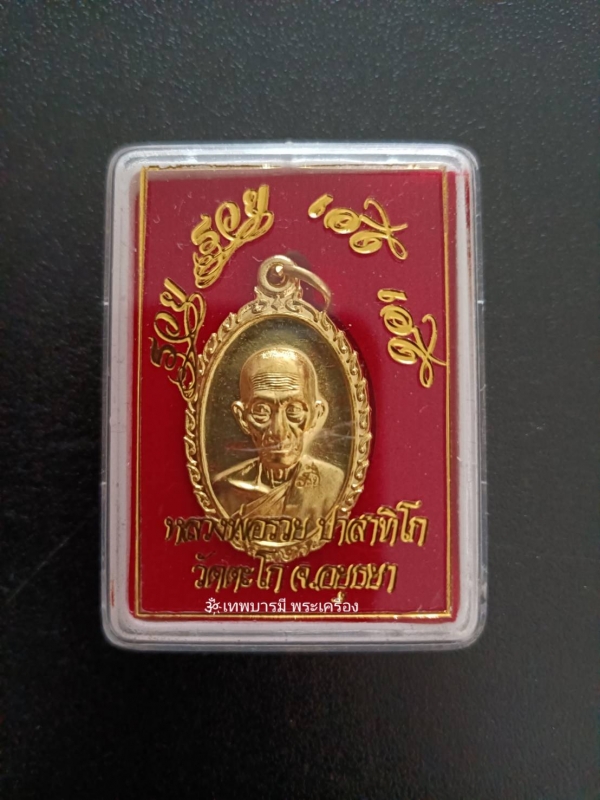 รวย รวย เฮง เฮง
หลวงพ่อรวย ปาสาทิโก
วัดตะโก จ.อยุธยา
ॐเทพบารมี พระเครื่อง